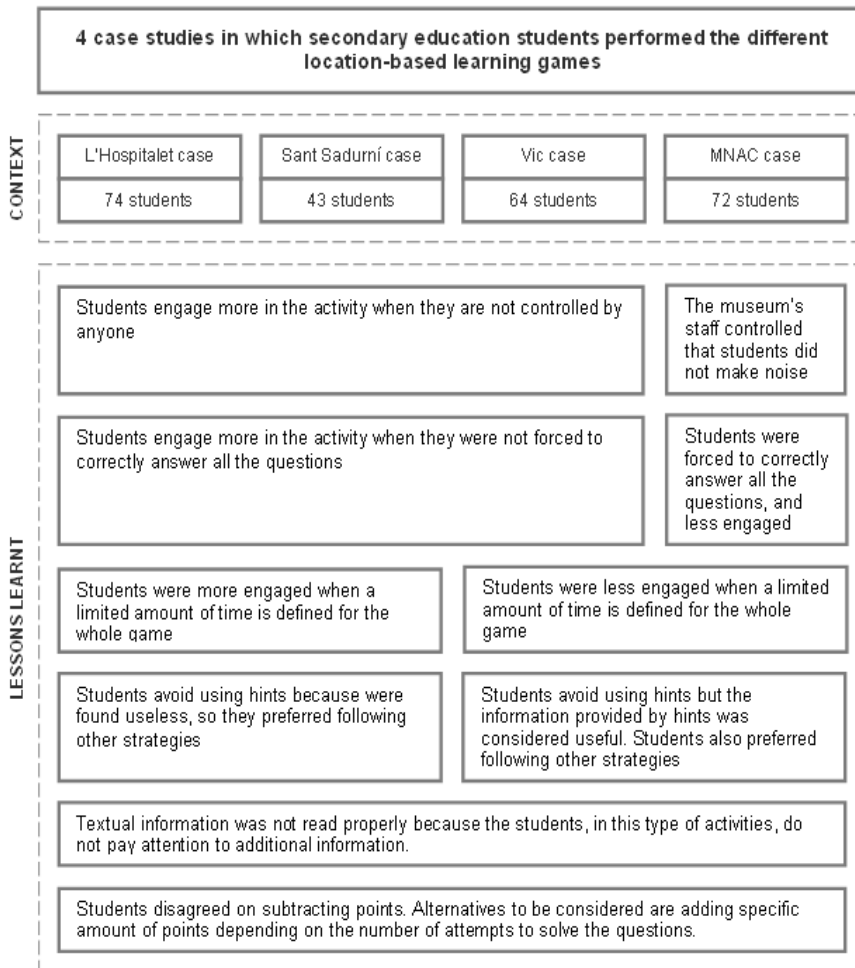 4 case studies in which secondary education students performed the different
location-based learning games
CONTEXT
L'Hospitalet case
74 students
Sant Sadurní case
43 students
Vic case
64 students
MNAC case
72 students
LESSONS LEARNT
Students engage more in the activity when they are not controlled by
anyone
The museum's
staff controlled
that students did
not make noise
Students engage more in the activity when they were not forced to
correctly answer all the questions
Students were
forced to correctly
answer all the
questions, and
less engaged
Students were more engaged when a
limited amount of time is defined for the
whole game
Students were less engaged when a limited
amount of time is defined for the whole
game
Students avoid using hints because were
found useless, so they preferred following
other strategies
Students avoid using hints but the
information provided by hints was
considered useful. Students also preferred
following other strategies
Textual information was not read properly because the students, in this type of activities, do
not pay attention to additional information.
Students disagreed on subtracting points. Alternatives to be considered are adding specific
amount of points depending on the number of attempts to solve the questions.